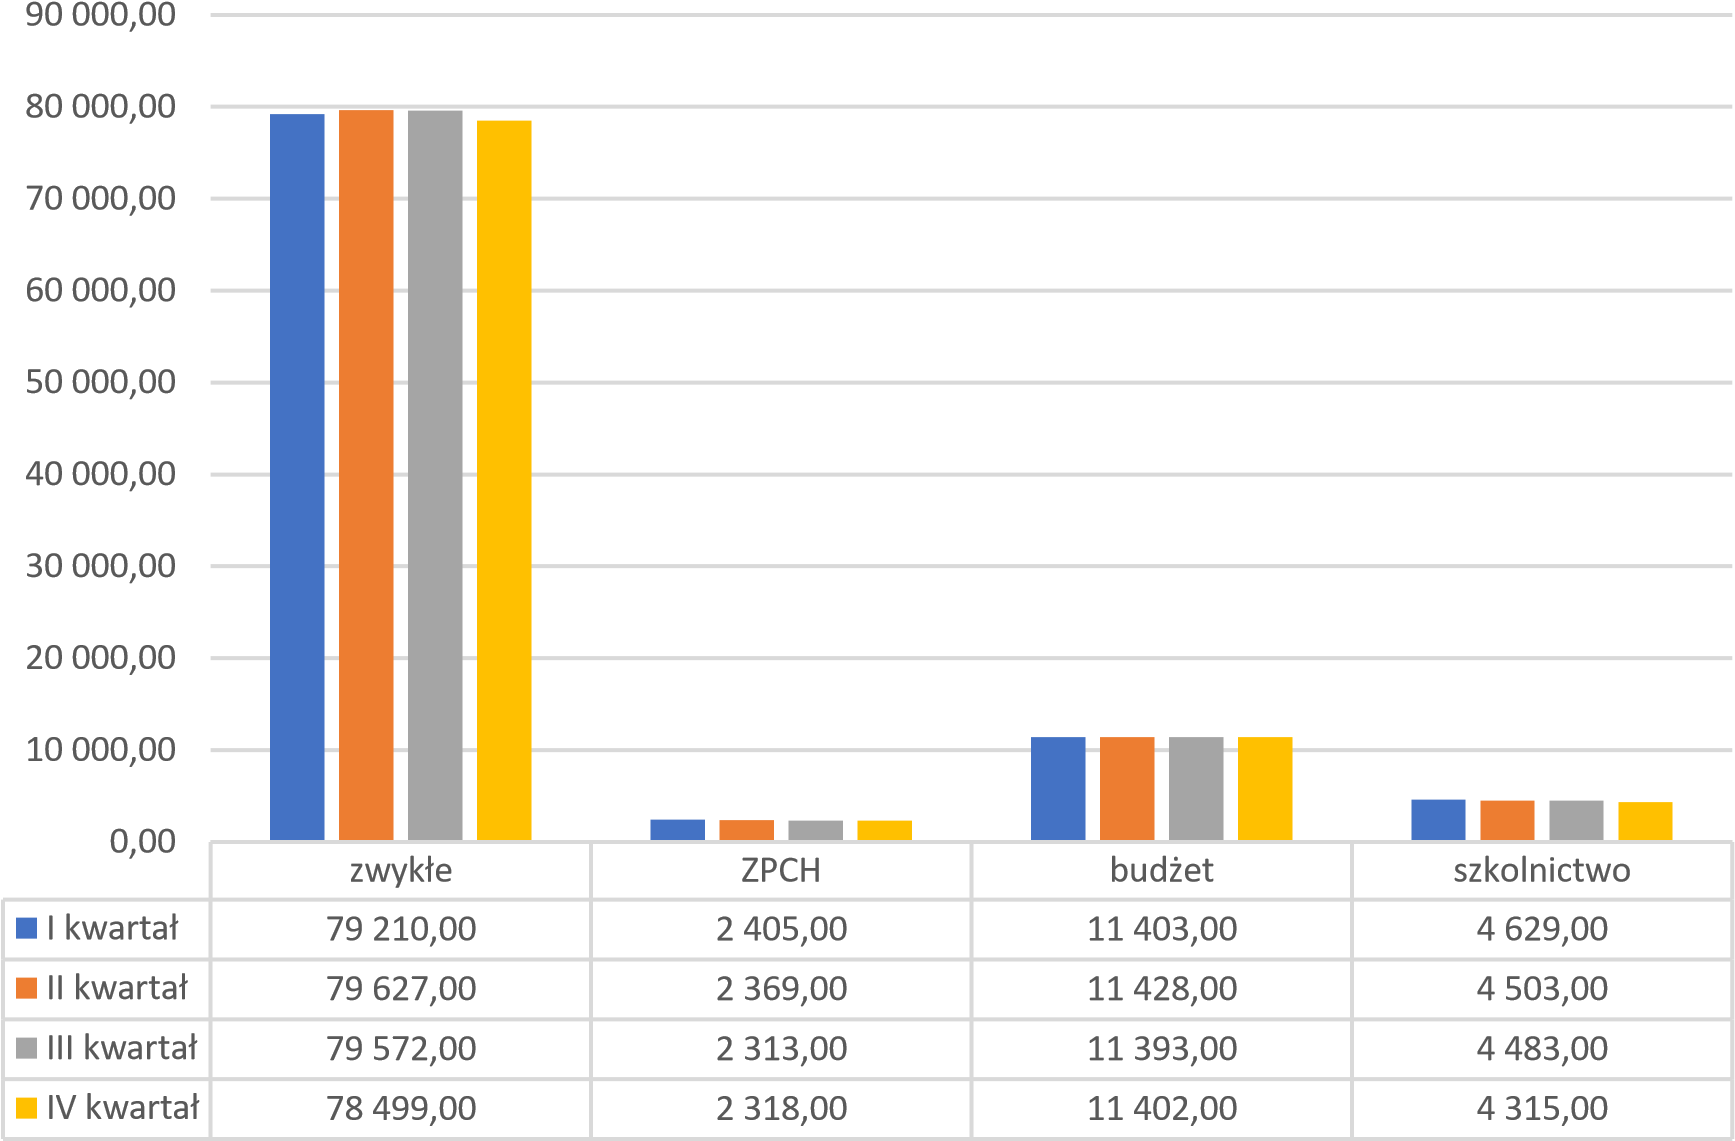 90 000,00
80 000,00
70 000,00
60 000,00
50 000,00
40 000,00
30 000,00
20 000,00
10 000,00
0,00
zwykłe ZPCH budżet szkolnictwo
I kwartał 79 210,00 2 405,00 11 403,00 4 629,00
II kwartał 79 627,00 2 369,00 11 428,00 4 503,00
III kwartał 79 572,00 2 313,00 11 393,00 4 483,00
IV kwartał 78 499,00 2 318,00 11 402,00 4 315,00